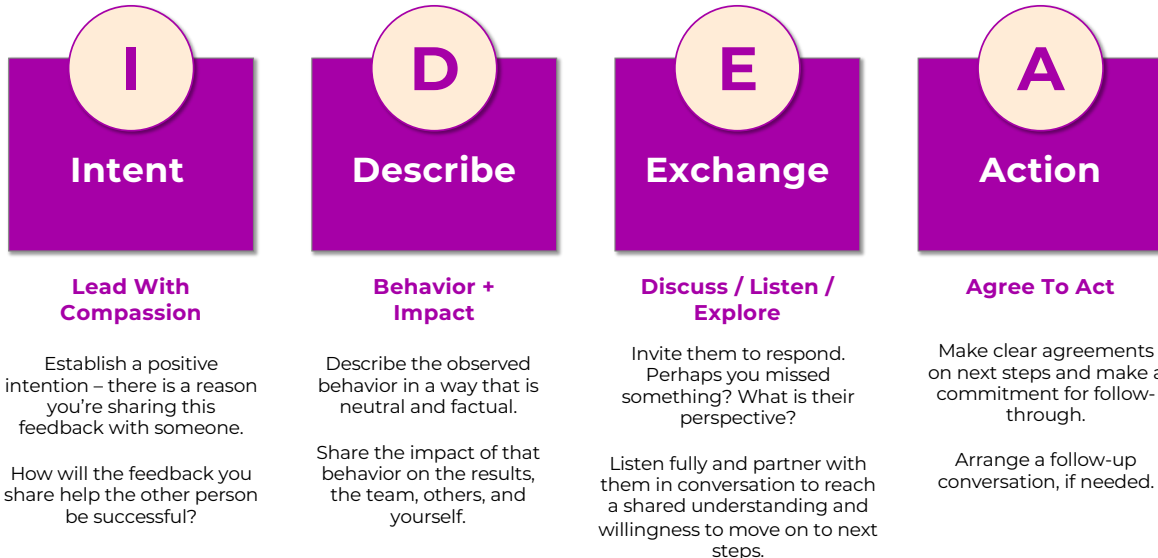 I
Intent
Lead With
Compassion
Establish a positive
intention – there is a reason
you're sharing this
feedback with someone.
How will the feedback you
share help the other person
be successful?
D
Describe
Behavior +
Impact
Describe the observed
behavior in a way that is
neutral and factual.
Share the impact of that
behavior on the results,
the team, others, and
yourself.
E
Exchange
Discuss / Listen /
Explore
Invite them to respond.
Perhaps you missed
something? What is their
perspective?
Listen fully and partner with
them in conversation to reach
a shared understanding and
willingness to move on to next
steps.
A
Action
Agree To Act
Make clear agreements
on next steps and make a
commitment for follow-
through.
Arrange a follow-up
conversation, if needed.